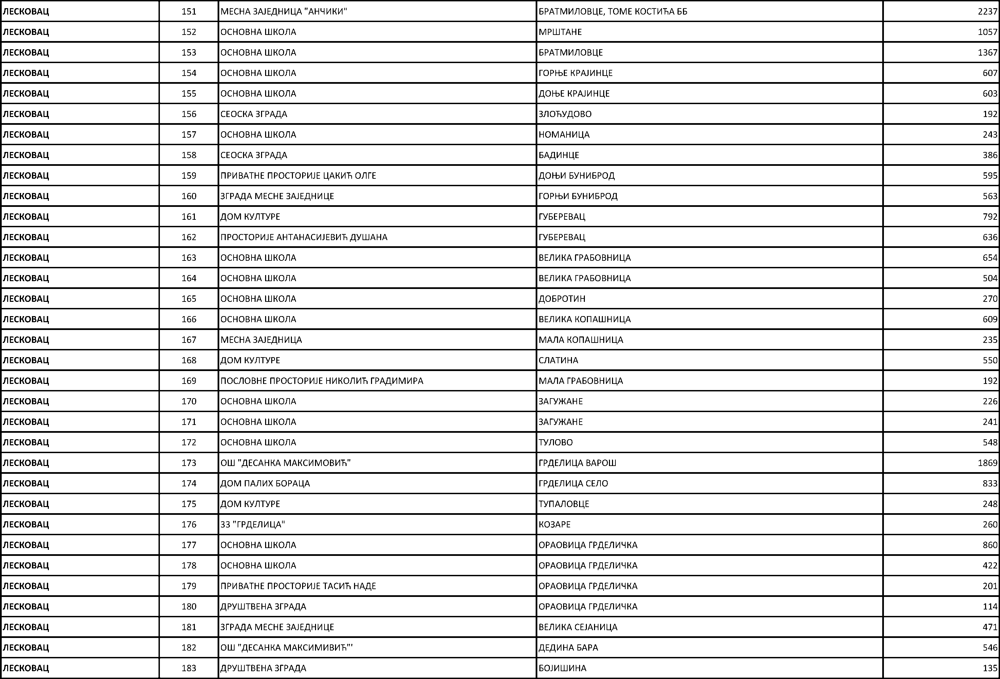 ЛЕСКОВАЦ 151 МЕСНА ЗАЈЕДНИЦА "АНЧИКИ" БРАТМИЛОВЦЕ, ТОМЕ КОСТИЋА ББ 2237
ЛЕСКОВАЦ 152 ОСНОВНА ШКОЛА МРШТАНЕ 1057
ЛЕСКОВАЦ 153 ОСНОВНА ШКОЛА БРАТМИЛОВЦЕ 1367
ЛЕСКОВАЦ 154 ОСНОВНА ШКОЛА ГОРЊЕ КРАЈИНЦЕ 607
ЛЕСКОВАЦ 155 ОСНОВНА ШКОЛА ДОЊЕ КРАЈИНЦЕ 603
ЛЕСКОВАЦ 156 СЕОСКА ЗГРАДА ЗЛОЋУДОВО 192
ЛЕСКОВАЦ 157 ОСНОВНА ШКОЛА НОМАНИЦА 243
ЛЕСКОВАЦ 158 СЕОСКА ЗГРАДА БАДИНЦЕ 386
ЛЕСКОВАЦ 159 ПРИВАТНЕ ПРОСТОРИЈЕ ЦАКИЋ ОЛГЕ ДОЊИ БУНИБРОД 595
ЛЕСКОВАЦ 160 ЗГРАДА МЕСНЕ ЗАЈЕДНИЦЕ ГОРЊИ БУНИБРОД 563
ЛЕСКОВАЦ 161 ДОМ КУЛТУРЕ ГУБЕРЕВАЦ 792
ЛЕСКОВАЦ 162 ПРОСТОРИЈЕ АНТАНАСИЈЕВИЋ ДУШАНА ГУБЕРЕВАЦ 636
ЛЕСКОВАЦ 163 ОСНОВНА ШКОЛА ВЕЛИКА ГРАБОВНИЦА 654
ЛЕСКОВАЦ 164 ОСНОВНА ШКОЛА ВЕЛИКА ГРАБОВНИЦА 504
ЛЕСКОВАЦ 165 ОСНОВНА ШКОЛА ДОБРОТИН 270
ЛЕСКОВАЦ 166 ОСНОВНА ШКОЛА ВЕЛИКА КОПАШНИЦА 609
ЛЕСКОВАЦ 167 МЕСНА ЗАЈЕДНИЦА МАЛА КОПАШНИЦА 235
ЛЕСКОВАЦ 168 ДОМ КУЛТУРЕ СЛАТИНА 550
ЛЕСКОВАЦ 169 ПОСЛОВНЕ ПРОСТОРИЈЕ НИКОЛИЋ ГРАДИМИРА МАЛА ГРАБОВНИЦА 192
ЛЕСКОВАЦ 170 ОСНОВНА ШКОЛА ЗАГУЖАНЕ 226
ЛЕСКОВАЦ 171 ОСНОВНА ШКОЛА ЗАГУЖАНЕ 241
ЛЕСКОВАЦ 172 ОСНОВНА ШКОЛА ТУЛОВО 548
ЛЕСКОВАЦ 173 ОШ "ДЕСАНКА МАКСИМОВИЋ" ГРДЕЛИЦА ВАРОШ 1869
ЛЕСКОВАЦ 174 ДОМ ПАЛИХ БОРАЦА ГРДЕЛИЦА СЕЛО 833
ЛЕСКОВАЦ 175 ДОМ КУЛТУРЕ ТУПАЛОВЦЕ 248
ЛЕСКОВАЦ 176 ЗЗ "ГРДЕЛИЦА" КОЗАРЕ 260
ЛЕСКОВАЦ 177 ОСНОВНА ШКОЛА ОРАОВИЦА ГРДЕЛИЧКА 860
ЛЕСКОВАЦ 178 ОСНОВНА ШКОЛА ОРАОВИЦА ГРДЕЛИЧКА 422
ЛЕСКОВАЦ 179 ПРИВАТНЕ ПРОСТОРИЈЕ ТАСИЋ НАДЕ ОРАОВИЦА ГРДЕЛИЧКА 201
ЛЕСКОВАЦ 180 ДРУШТВЕНА ЗГРАДА ОРАОВИЦА ГРДЕЛИЧКА 114
ЛЕСКОВАЦ 181 ЗГРАДА МЕСНЕ ЗАЈЕДНИЦЕ ВЕЛИКА СЕЈАНИЦА 471
ЛЕСКОВАЦ 182 ОШ "ДЕСАНКА МАКСИМИВИЋ"' ДЕДИНА БАРА 546
ЛЕСКОВАЦ 183 ДРУШТВЕНА ЗГРАДА БОЈИШИНА 135